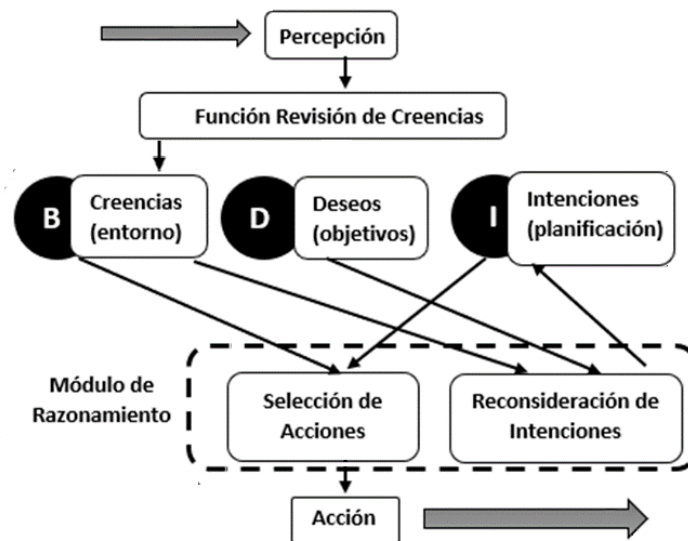 Percepción
Función Revisión de Creencias
B
Creencias
(entorno)
D
Deseos
(objetivos)
I
Intenciones
(planificación)
Módulo de
Razonamiento
Selección de
Acciones
Reconsideración de
Intenciones
Acción